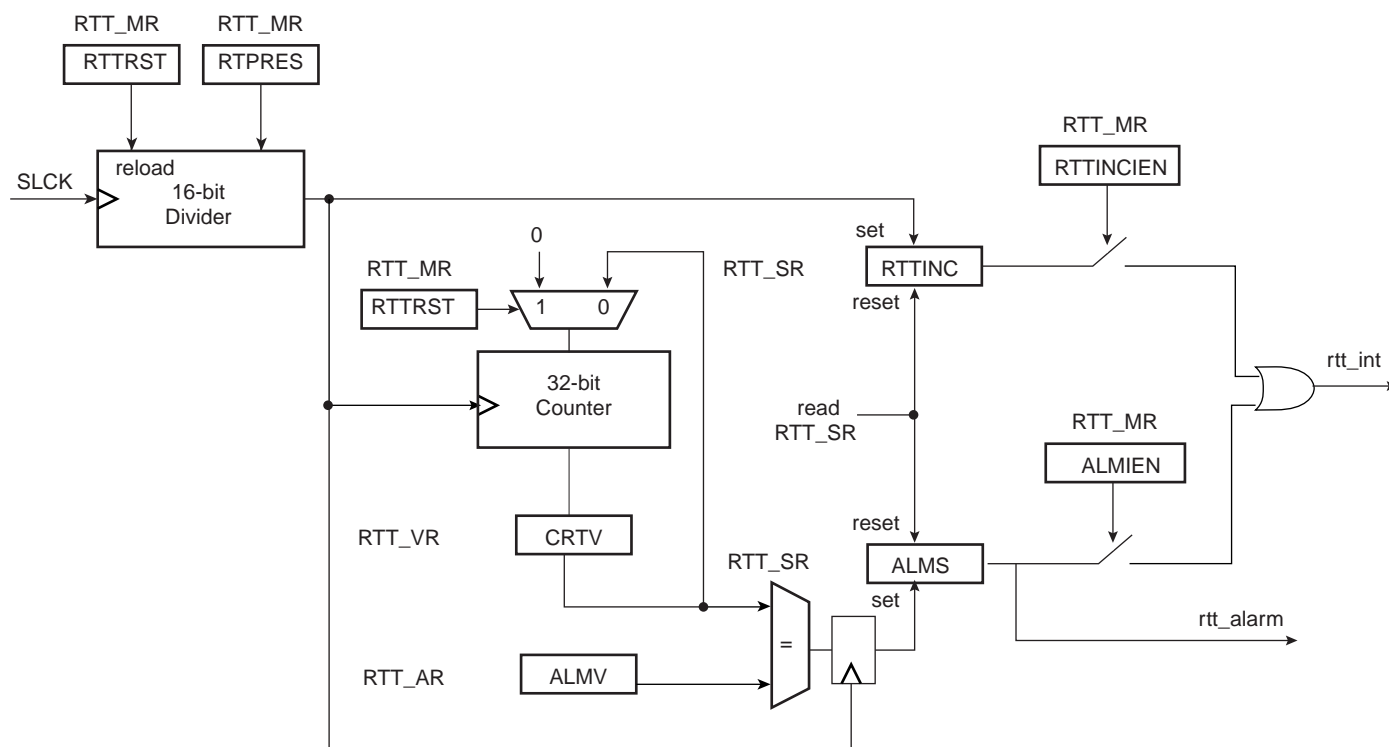 RTT_MR
RTT_MR
RTTRST
RTPRES
reload
SLCK
16-bit
Divider
RTT_MR
RTTINCIEN
0
set
RTT_MR
RTT_SR
RTTINC
RTTRST
1
0
reset
32-bit
Counter
rtt_int
read
RTT_SR
RTT_MR
ALMIEN
reset
RTT_VR
CRTV
RTT_SR
ALMS
set
rtt_alarm
=
RTT_AR
ALMV